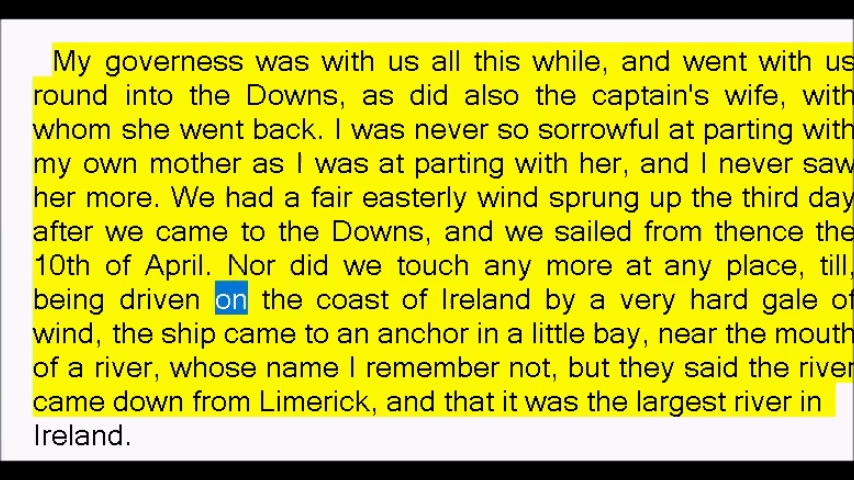 My governess was with us all this while, and went with us
round into the Downs, as did also the captain's wife, with
whom she went back. I was never so sorrowful at parting with
my own mother as I was at parting with her, and I never saw
her more. We had a fair easterly wind sprung up the third day
after we came to the Downs, and we sailed from thence the
10th of April. Nor did we touch any more at any place, till,
being driven on the coast of Ireland by a very hard gale of
wind, the ship came to an anchor in a little bay, near the mouth
of a river, whose name I remember not, but they said the river
came down from Limerick, and that it was the largest river in
Ireland.